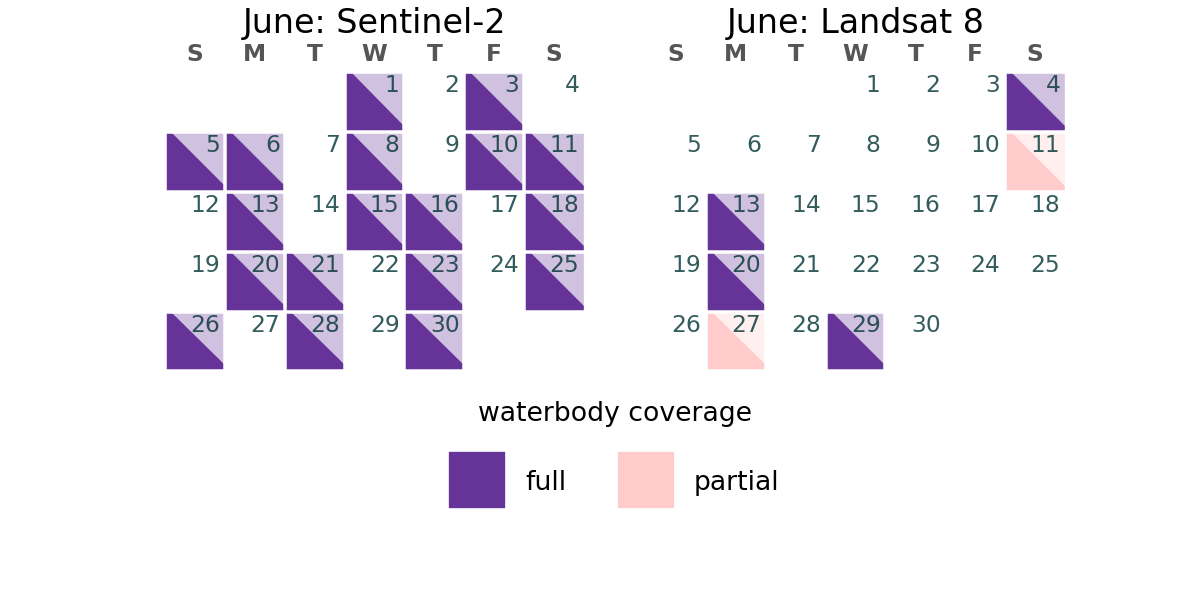 June: Sentinel-2
S M T W T F S
1 2 3 4
5 6 7 8 9 10 11
12 13 14 15 16 17 18
19 20 21 22 23 24 25
26 27 28 29 30
June: Landsat 8
S M T W T F S
1 2 3 4
5 6 7 8 9 10 11
12 13 14 15 16 17 18
19 20 21 22 23 24 25
26 27 28 29 30
waterbody coverage
full partial